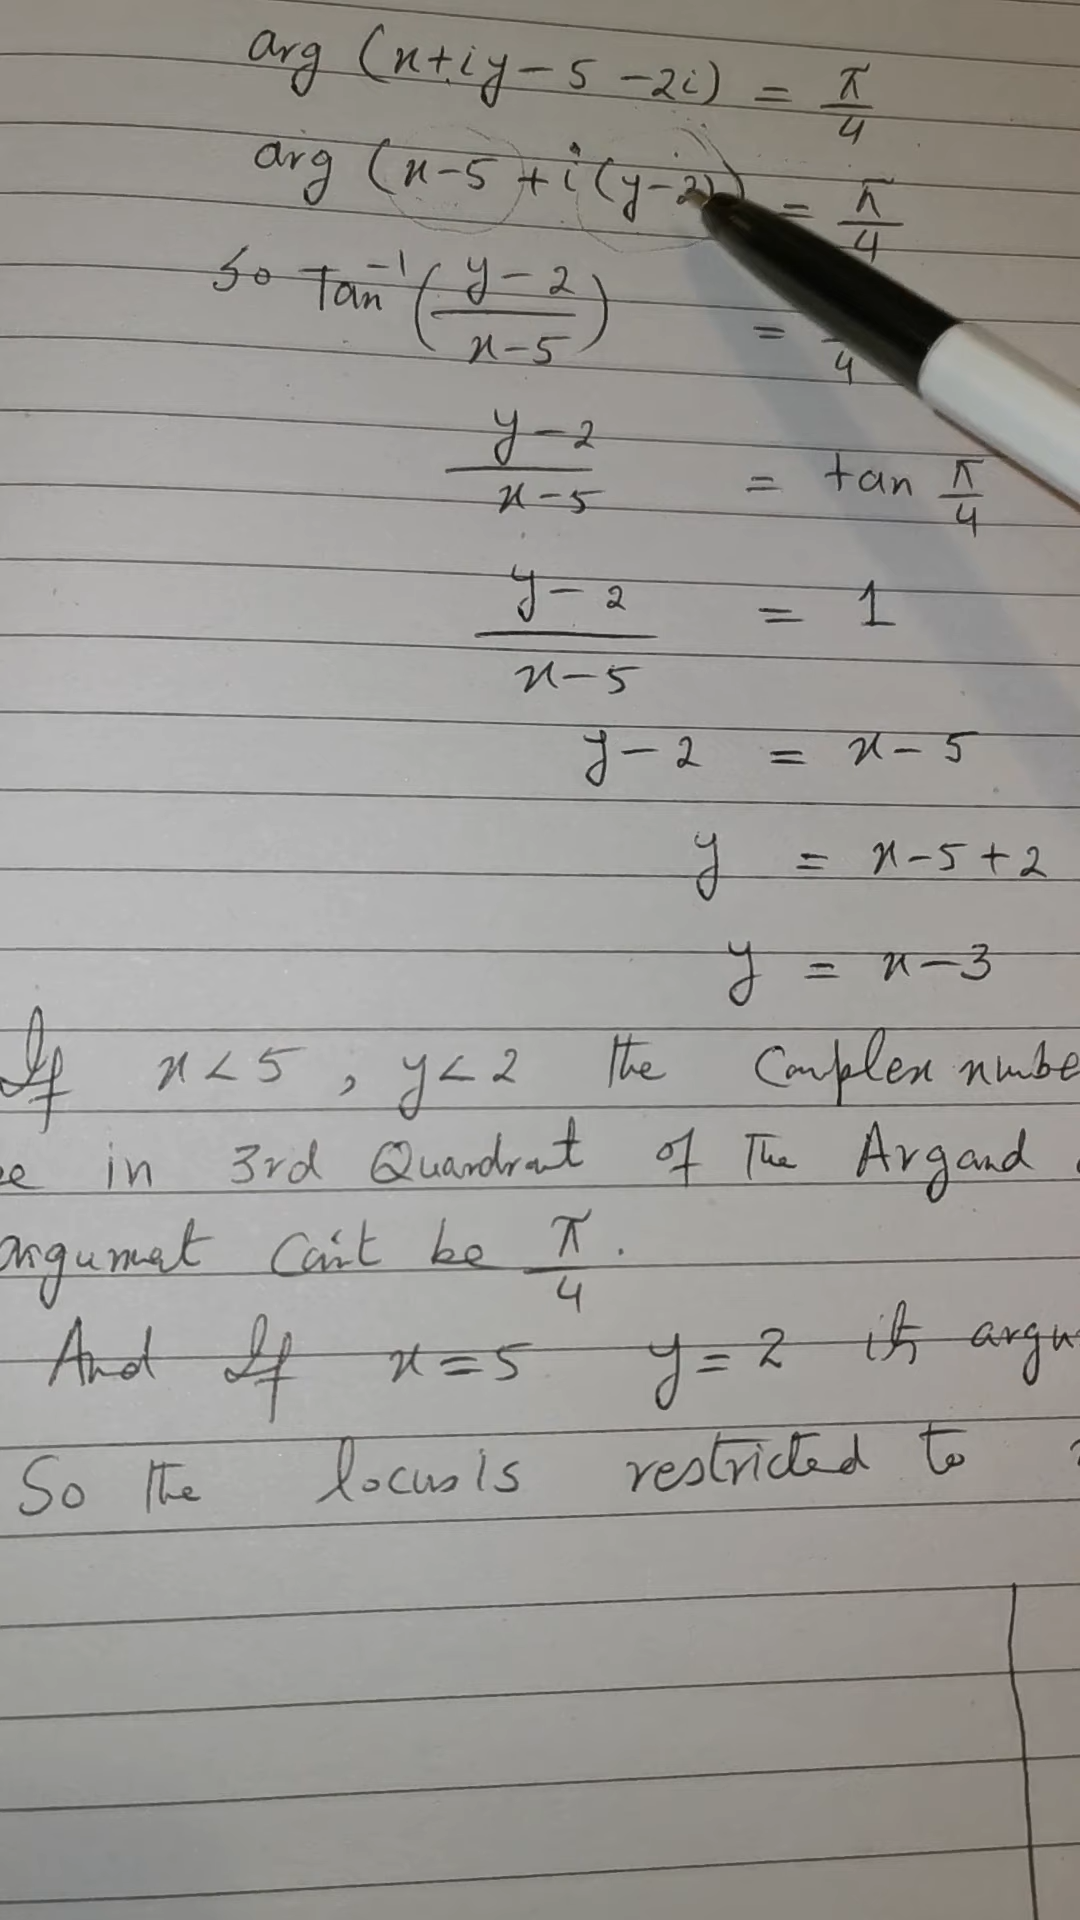 arg (x+iy-5-2i) = π/4
arg (x-5+i(y-2)) = π/4
So Tan⁻¹((y-2)/(x-5)) = /4
(y-2)/(x-5) = tan π/4
(y-2)/(x-5) = 1
y-2 = x-5
y = x-5+2
y = x-3
If x<5, y<2 the Complex numbe
in 3rd Quandrant of The Argand
argumet Can't be π/4.
And If x=5 y=2 its argu
So the locus is restricted to